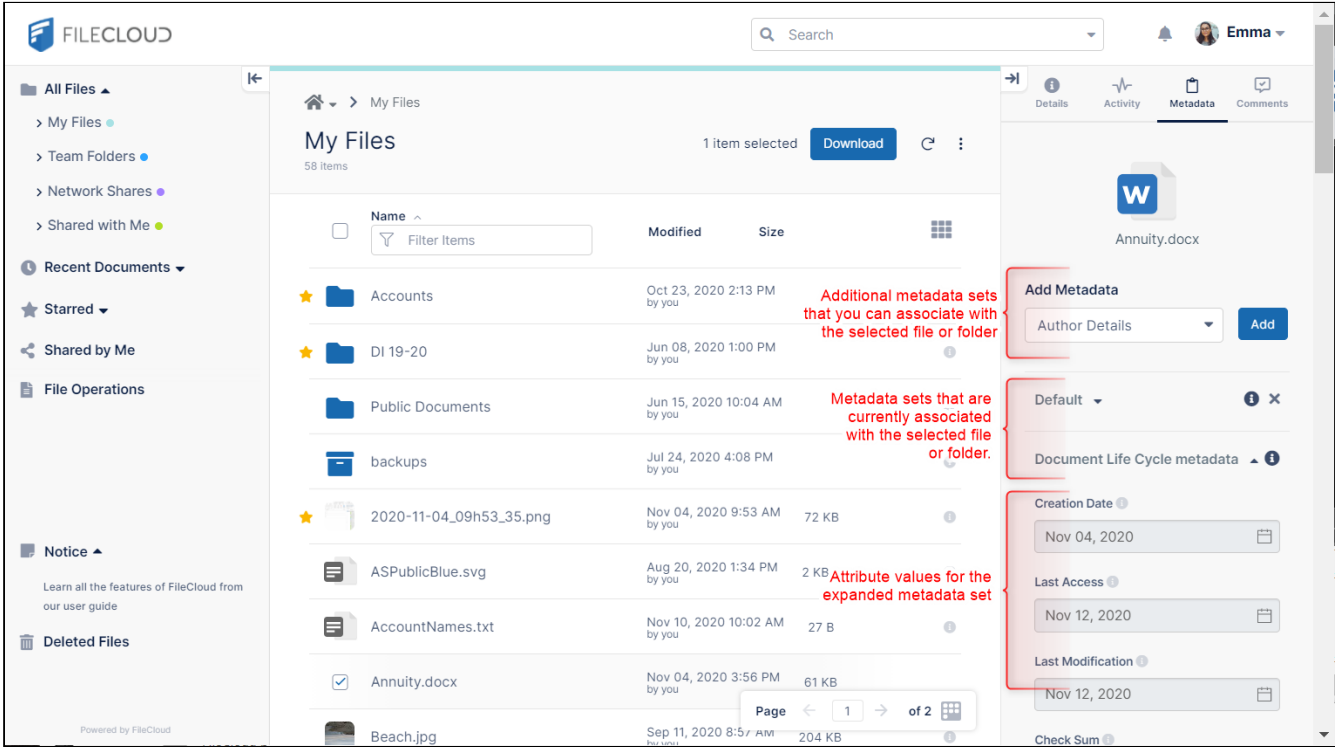 FILECLOUD
Search
Emma
All Files
My Files
Team Folders
Network Shares
Shared with Me
Recent Documents
Starred
Shared by Me
File Operations
Notice
Learn all the features of FileCloud from
our user guide
Deleted Files
Powered by FileCloud
My Files
My Files
58 items
1 item selected
Download
Name
Filter Items
Modified
Size
Accounts
Oct 23, 2020 2:13 PM
by you
DI 19-20
Jun 08, 2020 1:00 PM
by you
Public Documents
Jun 15, 2020 10:04 AM
by you
backups
Jul 24, 2020 4:08 PM
by you
2020-11-04_09h53_35.png
Nov 04, 2020 9:53 AM
by you
72 KB
ASPublicBlue.svg
Aug 20, 2020 1:34 PM
by you
2 KB
AccountNames.txt
Nov 10, 2020 10:02 AM
by you
27 B
Annuity.docx
Nov 04, 2020 3:56 PM
by you
61 KB
Beach.jpg
Sep 11, 2020 8:57 AM
by you
204 KB
Page
1
of 2
Additional metadata sets
that you can associate with
the selected file or folder
Metadata sets that are
currently associated
with the selected file
or folder.
Attribute values for the
expanded metadata set
Details
Activity
Metadata
Comments
W
Annuity.docx
Add Metadata
Author Details
Add
Default
Document Life Cycle metadata
Creation Date
Nov 04, 2020
Last Access
Nov 12, 2020
Last Modification
Nov 12, 2020
Check Sum